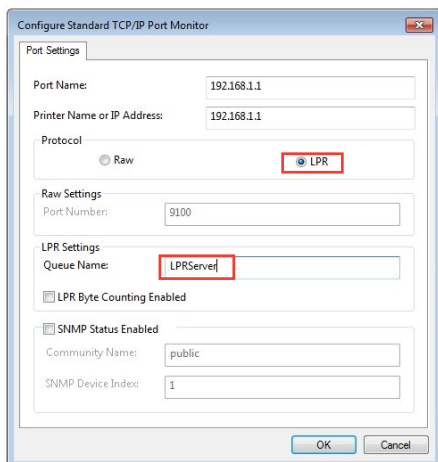 Configure Standard TCP/IP Port Monitor
Port Settings
Port Name: 192.168.1.1
Printer Name or IP Address: 192.168.1.1
Protocol
Raw LPR
Raw Settings
Port Number: 9100
LPR Settings
Queue Name: LPRServer
LPR Byte Counting Enabled
SNMP Status Enabled
Community Name: public
SNMP Device Index: 1
OK Cancel